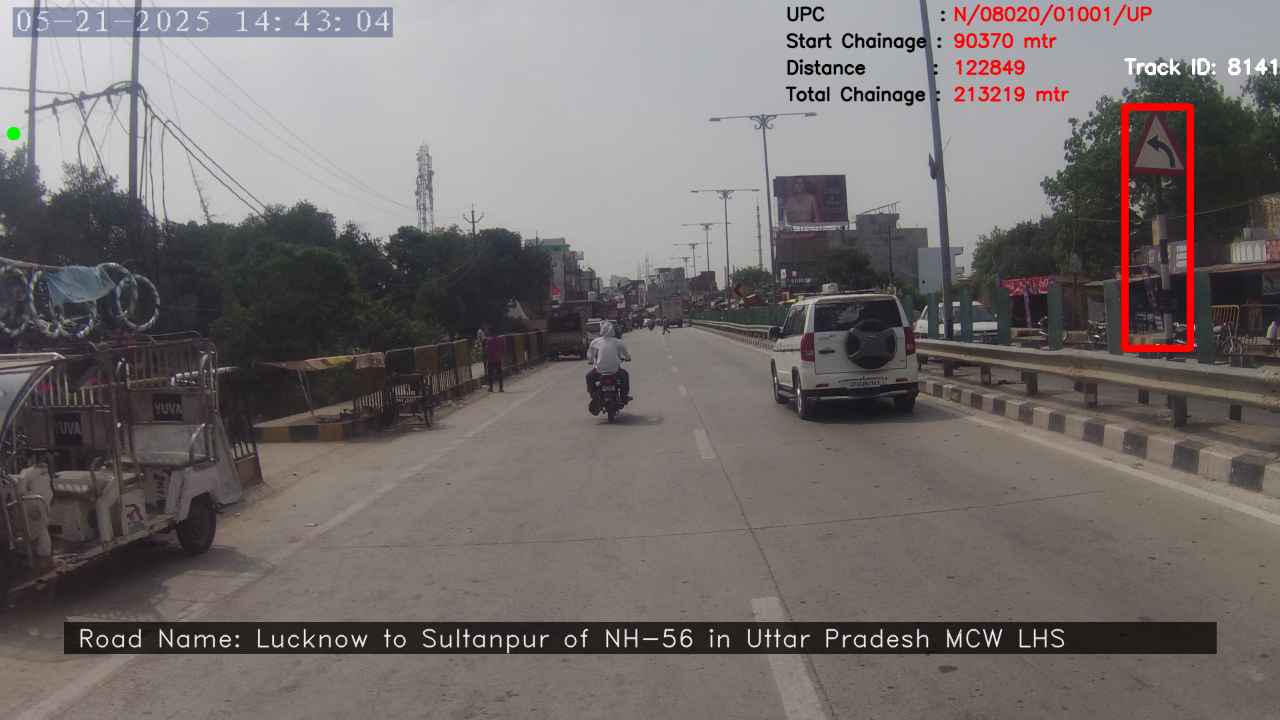 05-21-2025 14:43:04
UPC : N/08020/01001/UP
Start Chainage : 90370 mtr
Distance : 122849
Total Chainage : 213219 mtr
Track ID: 8141
YUVA
YUVA
Road Name: Lucknow to Sultanpur of NH-56 in Uttar Pradesh MCW LHS